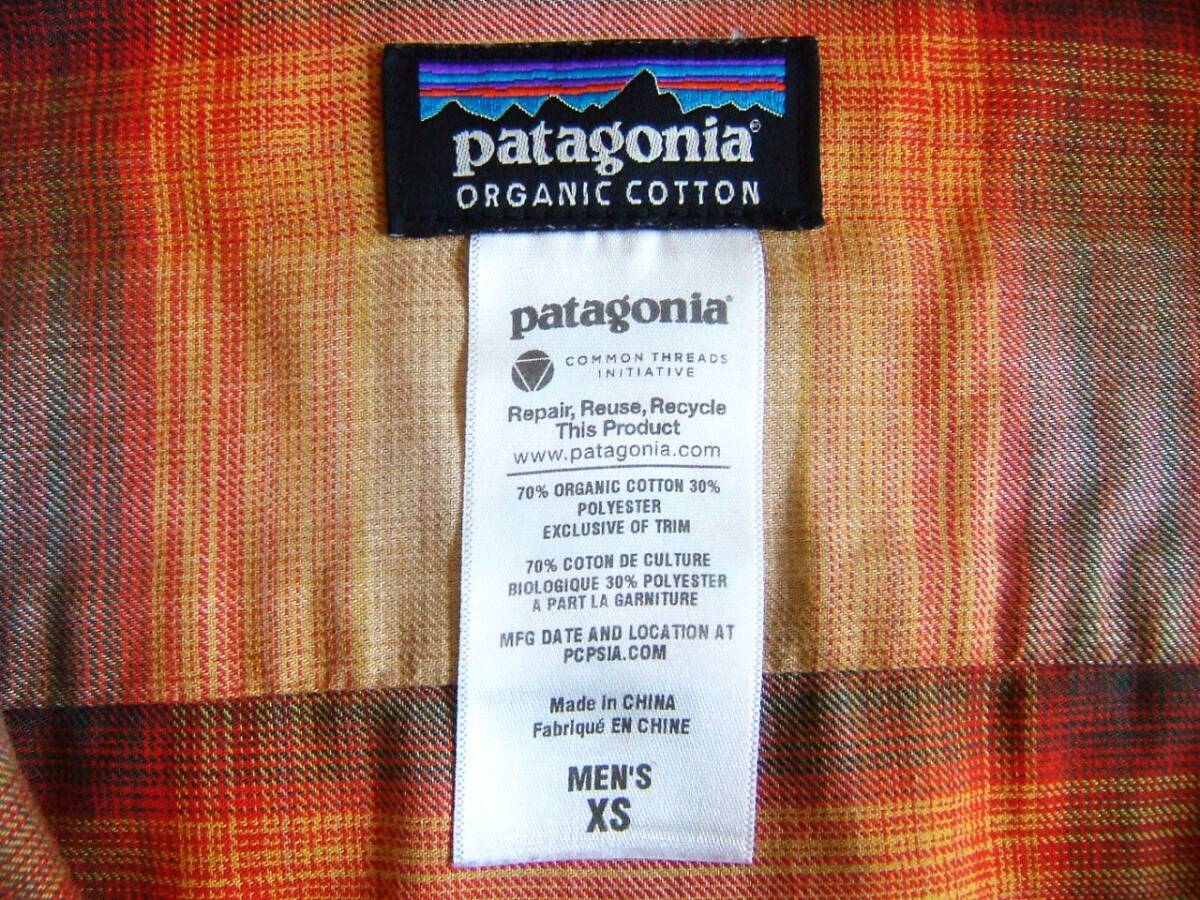 patagonia®
ORGANIC COTTON
patagonia®
COMMON THREADS
INITIATIVE
Repair, Reuse, Recycle
This Product
www.patagonia.com
70% ORGANIC COTTON 30%
POLYESTER
EXCLUSIVE OF TRIM
70% COTON DE CULTURE
BIOLOGIQUE 30% POLYESTER
A PART LA GARNITURE
MFG DATE AND LOCATION AT
PCPSIA.COM
Made in CHINA
Fabriqué EN CHINE
MEN'S
XS